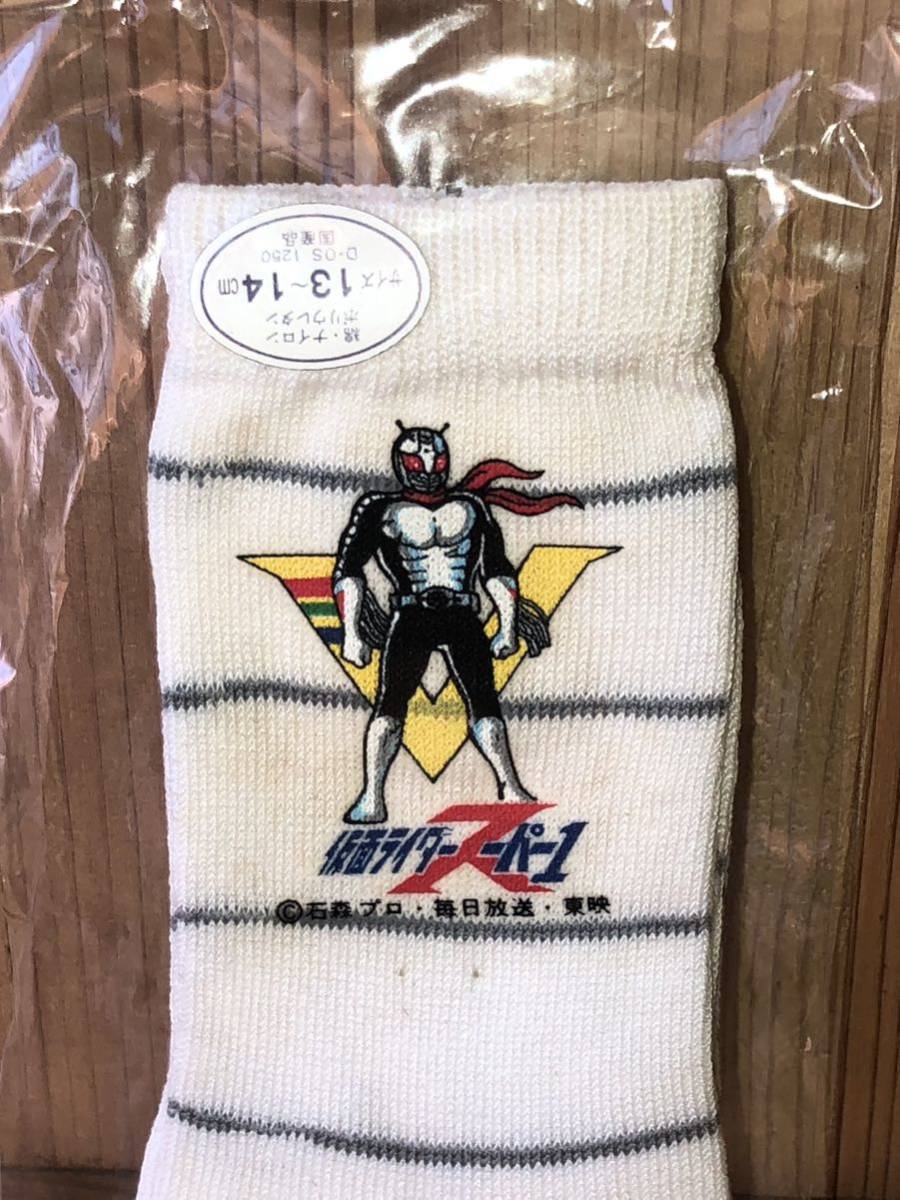 綿・ナイロン
ポリウレタン
サイズ 13~14cm
D-OS 1250
国産品
仮面ライダースーパー1
©石森プロ・毎日放送・東映